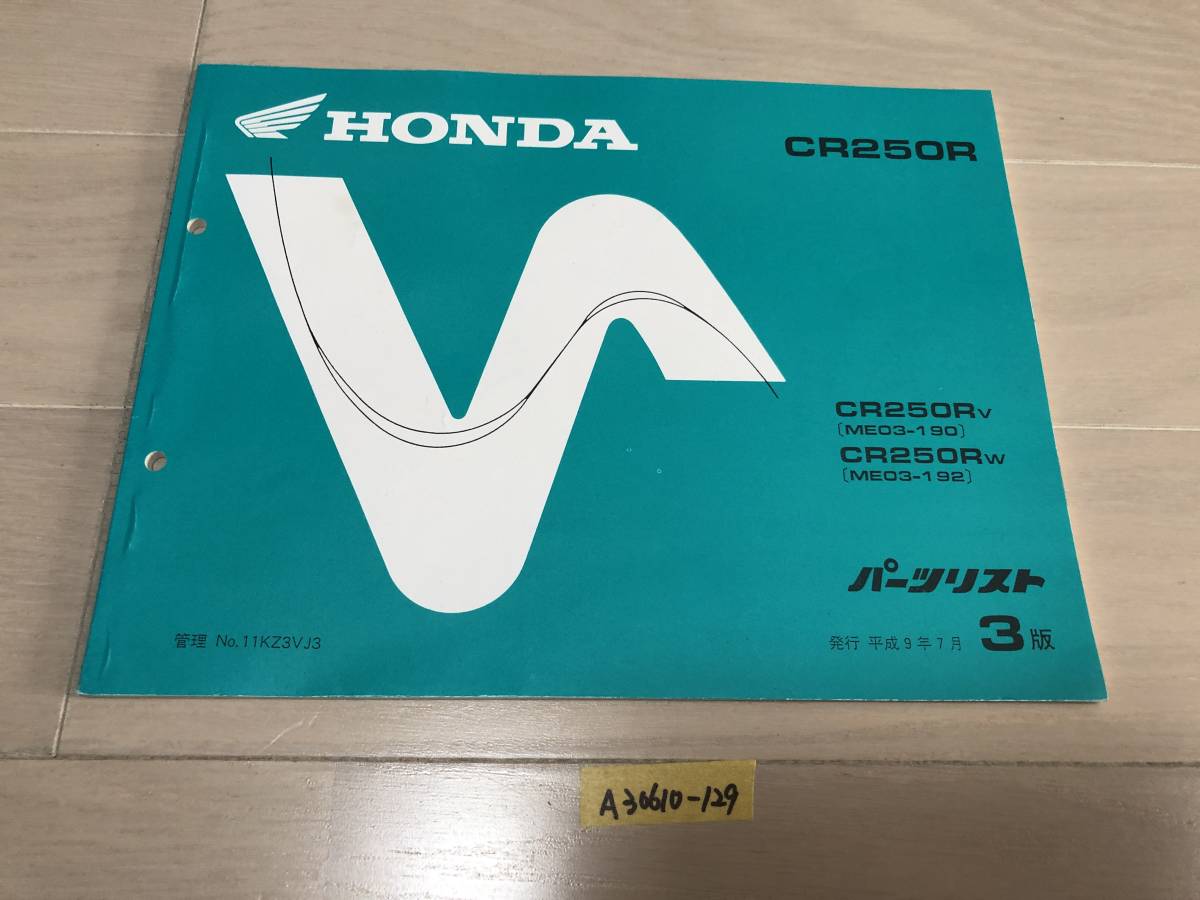 HONDA
CR250R
CR250RV
〔ME03-190〕
CR250RW
〔ME03-192〕
パーツリスト
管理 No.11KZ3VJ3
発行 平成9年7月 3版
A30610-129